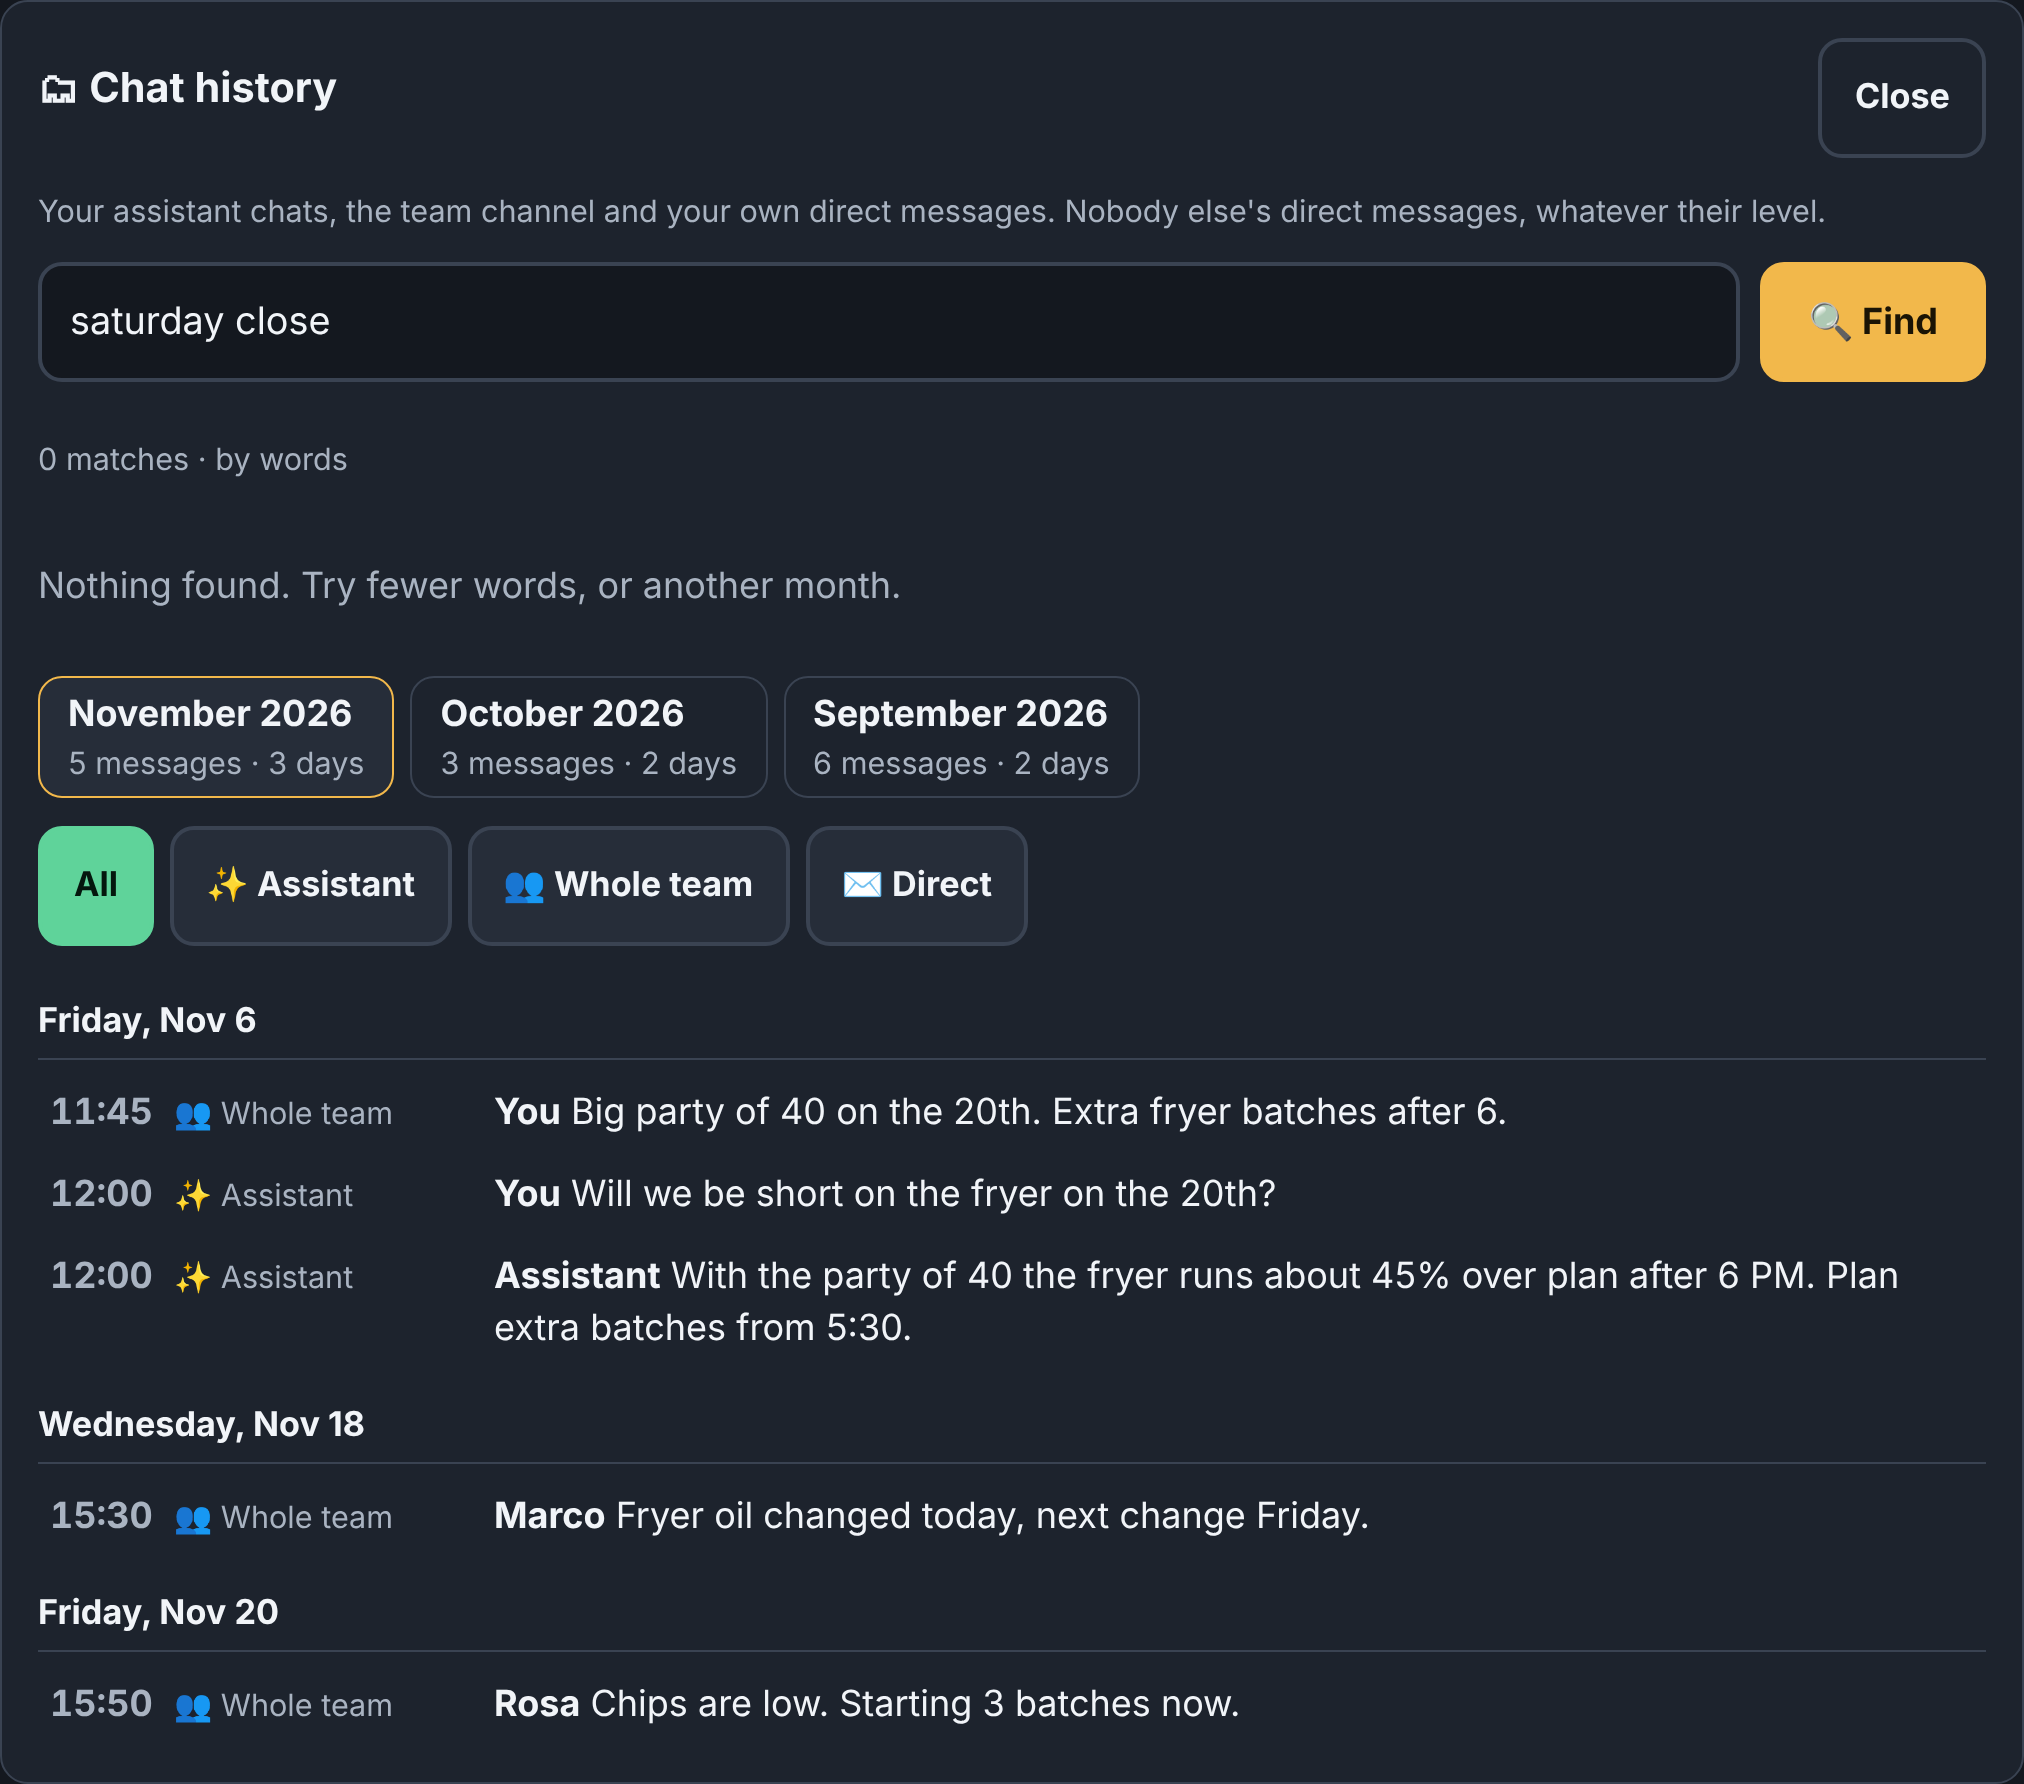 🗂 Chat history
Close
Your assistant chats, the team channel and your own direct messages. Nobody else's direct messages, whatever their level.
saturday close
🔍 Find
0 matches · by words
Nothing found. Try fewer words, or another month.
November 2026
5 messages · 3 days
October 2026
3 messages · 2 days
September 2026
6 messages · 2 days
All
✨ Assistant
👥 Whole team
✉️ Direct
Friday, Nov 6
11:45 👥 Whole team You Big party of 40 on the 20th. Extra fryer batches after 6.
12:00 ✨ Assistant You Will we be short on the fryer on the 20th?
12:00 ✨ Assistant Assistant With the party of 40 the fryer runs about 45% over plan after 6 PM. Plan
extra batches from 5:30.
Wednesday, Nov 18
15:30 👥 Whole team Marco Fryer oil changed today, next change Friday.
Friday, Nov 20
15:50 👥 Whole team Rosa Chips are low. Starting 3 batches now.